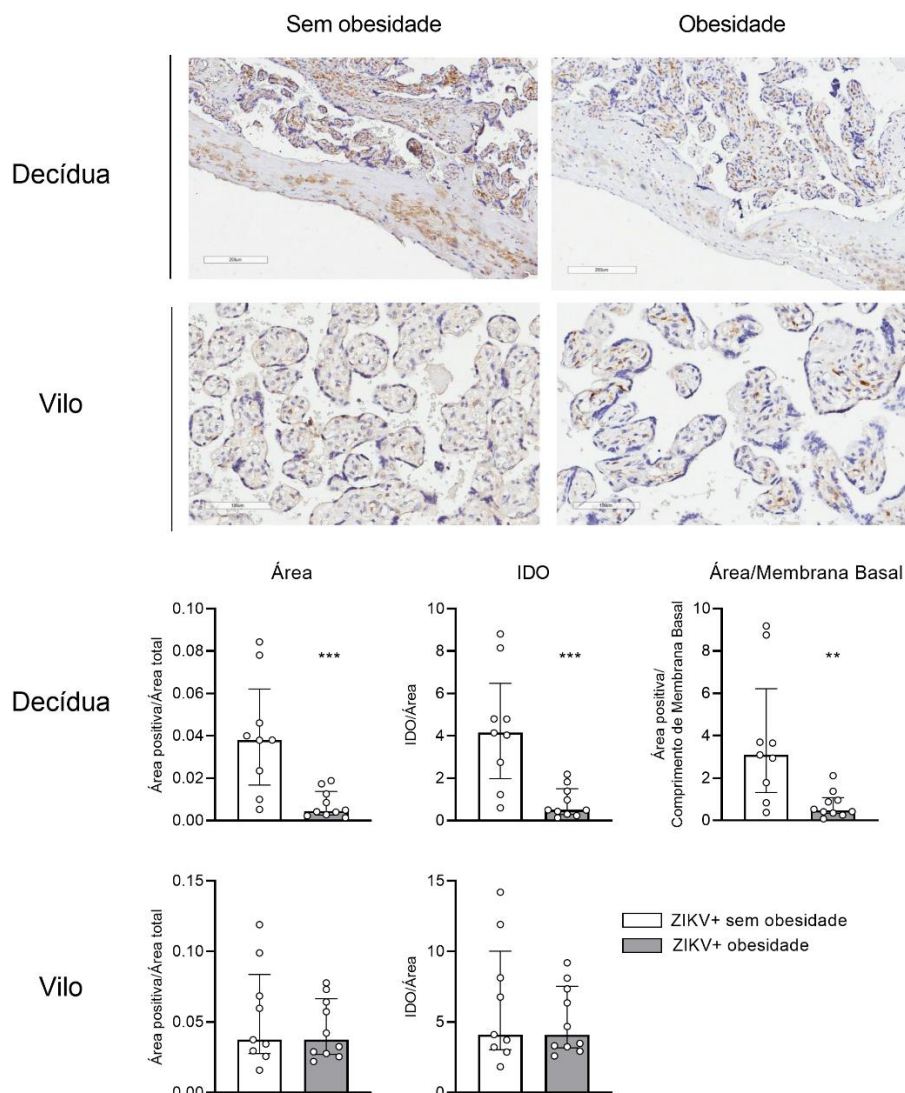 Sem obesidade
Obesidade
Decídua
200um
200um
Vilo
Área
IDO
Área/Membrana Basal
Decídua
Área positiva/Área total
0.10
0.08
0.06
0.04
0.02
0.00
***
IDO/Área
10
8
6
4
2
0
***
Área positiva/
Comprimento de Membrana Basal
10
8
6
4
2
0
**
Vilo
Área positiva/Área total
0.15
0.10
0.05
0.00
IDO/Área
15
10
5
0
ZIKV+ sem obesidade
ZIKV+ obesidade